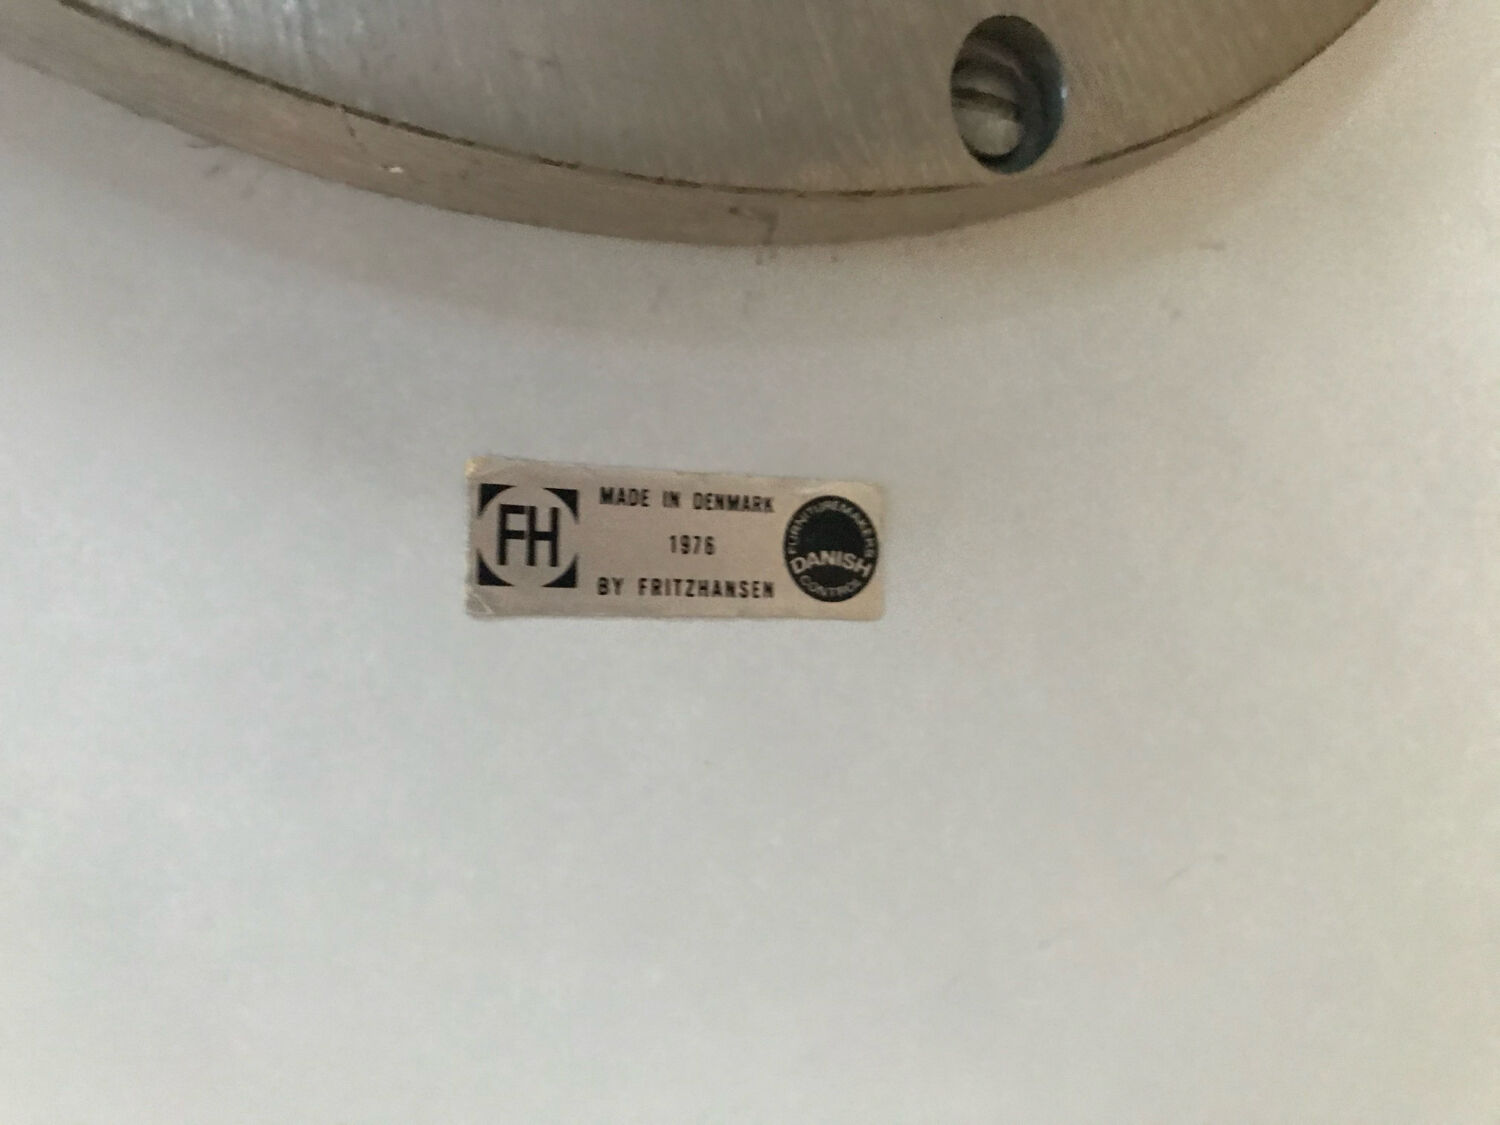 FH
MADE IN DENMARK
1976
BY FRITZHANSEN
FURNITUREMAKERS
DANISH
CONTROL